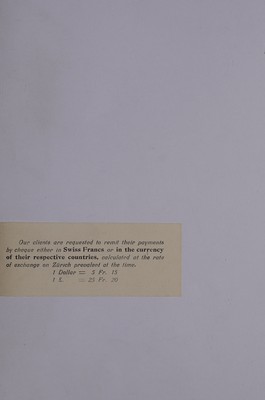 Our clients are requested to remit their payments
by cheque either in Swiss Francs or in the currency
of their respective countries, calculated at the rate
of exchange on Zürich prevalent at the time.
1 Dollar = 5 Fr. 15
1 £. = 25 Fr. 20